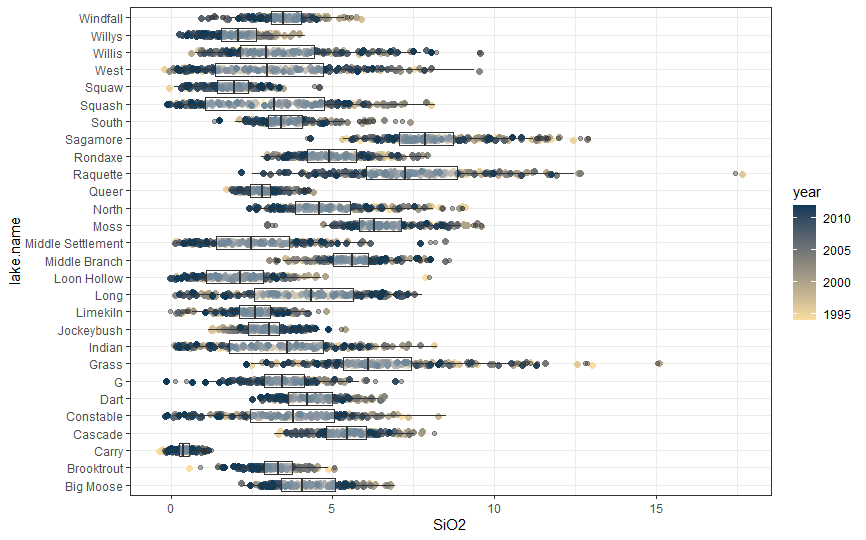 Windfall
Willys
Willis
West
Squaw
Squash
South
Sagamore
Rondaxe
Raquette
Queer
North
Moss
Middle Settlement
Middle Branch
Loon Hollow
Long
Limekiln
Jockeybush
Indian
Grass
G
Dart
Constable
Cascade
Carry
Brooktrout
Big Moose
lake.name
0 5 10 15
SiO2
year
2010
2005
2000
1995